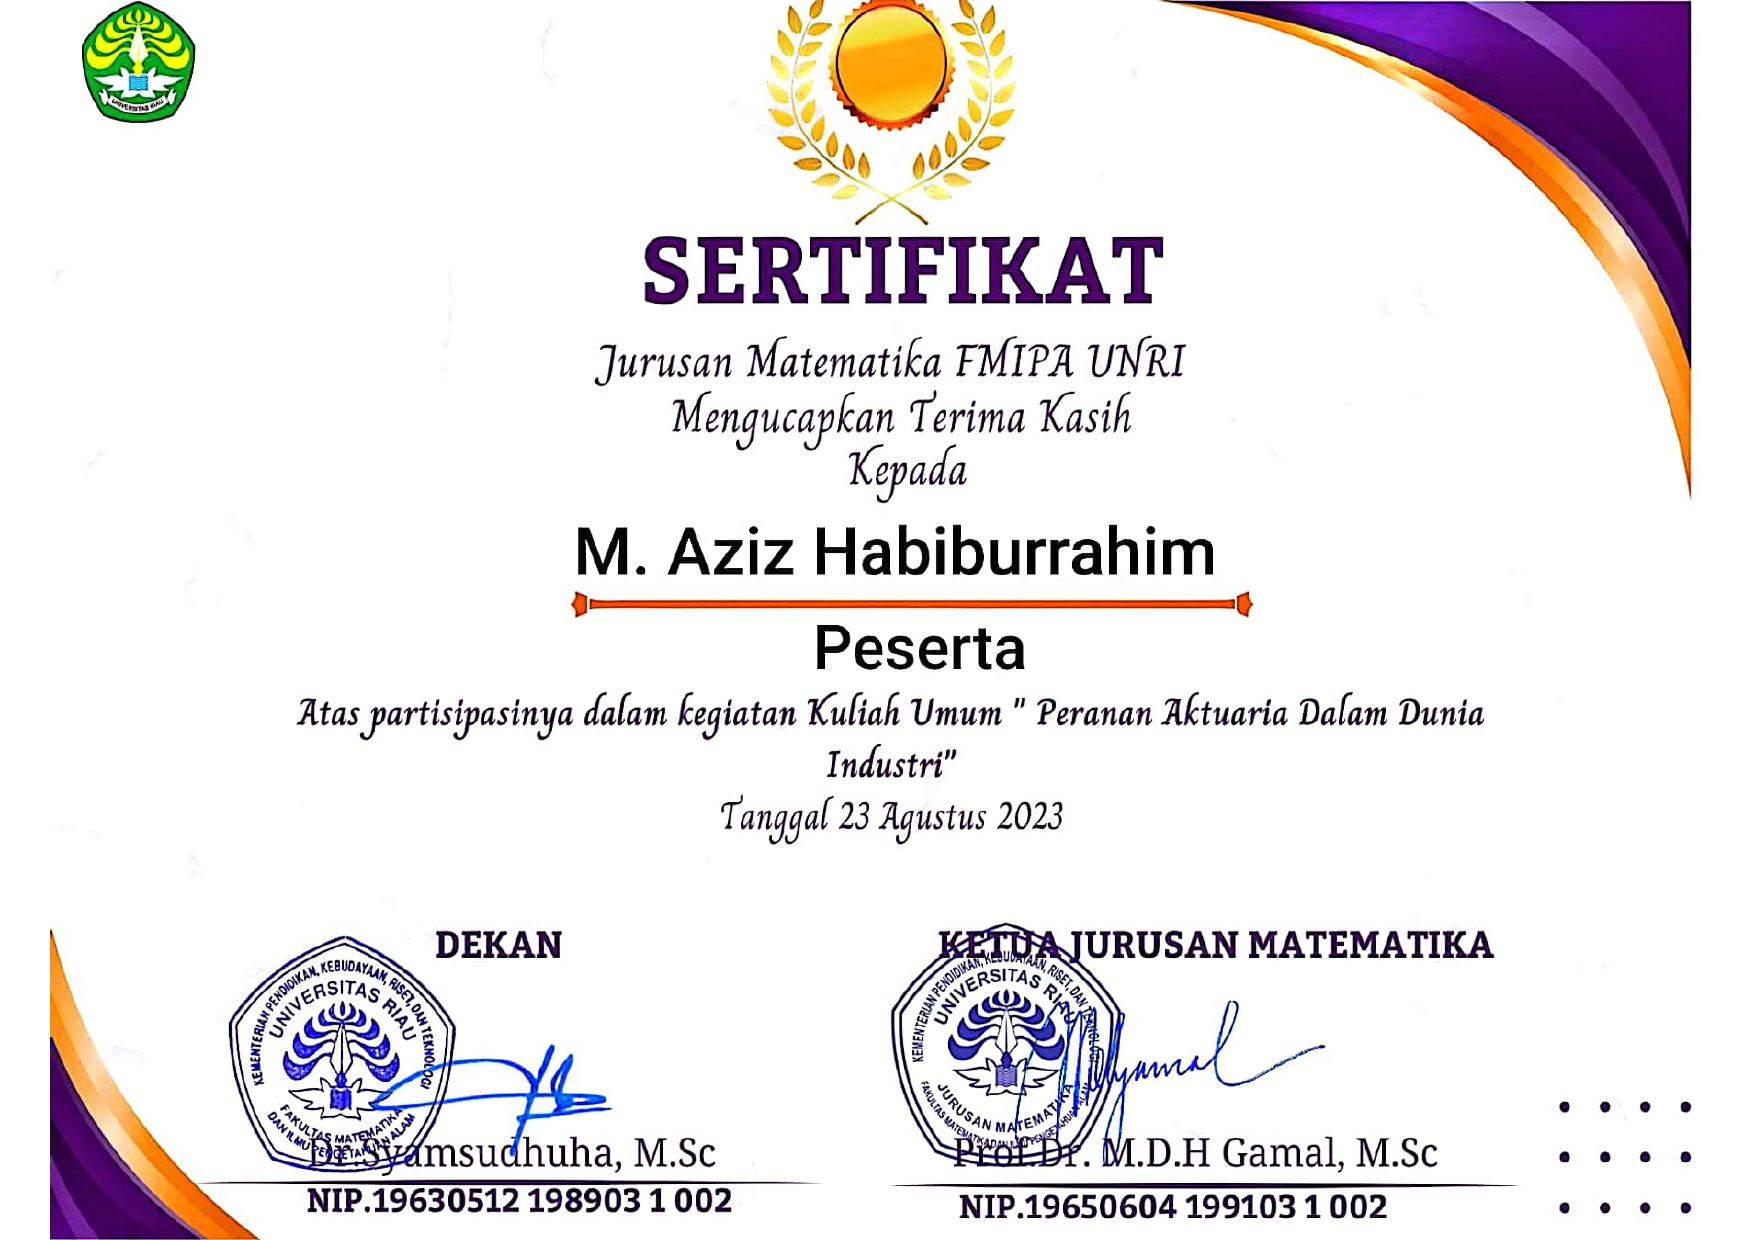 UNIVERSITAS RIAU
SERTIFIKAT
Jurusan Matematika FMIPA UNRI
Mengucapkan Terima Kasih
Kepada
M. Aziz Habiburrahim
Peserta
Atas partisipasinya dalam kegiatan Kuliah Umum " Peranan Aktuaria Dalam Dunia
Industri"
Tanggal 23 Agustus 2023
DEKAN
KEMENTERIAN PENDIDIKAN, KEBUDAYAAN, RISET, DAN TEKNOLOGI
UNIVERSITAS RIAU
FAKULTAS MATEMATIKA
DAN ILMU PENGETAHUAN ALAM
Dr.Syamsudhuha, M.Sc
NIP.19630512 198903 1 002
KETUA JURUSAN MATEMATIKA
KEMENTERIAN PENDIDIKAN, KEBUDAYAAN, RISET, DAN TEKNOLOGI
UNIVERSITAS RIAU
JURUSAN MATEMATIKA
FAKULTAS MATEMATIKA DAN ILMU PENGETAHUAN ALAM
Prof.Dr. M.D.H Gamal, M.Sc
NIP.19650604 199103 1 002